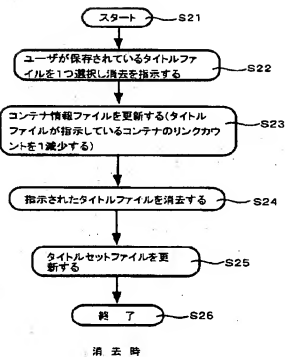 スタート
S21
ユーザが保存されているタイトルファ
イルを1つ選択し消去を指示する
S22
コンテナ情報ファイルを更新する(タイトル
ファイルが指示しているコンテナのリンクカウ
ントを1減少する)
S23
指示されたタイトルファイルを消去する
S24
タイトルセットファイルを更
新する
S25
終 了
S26
消 去 時